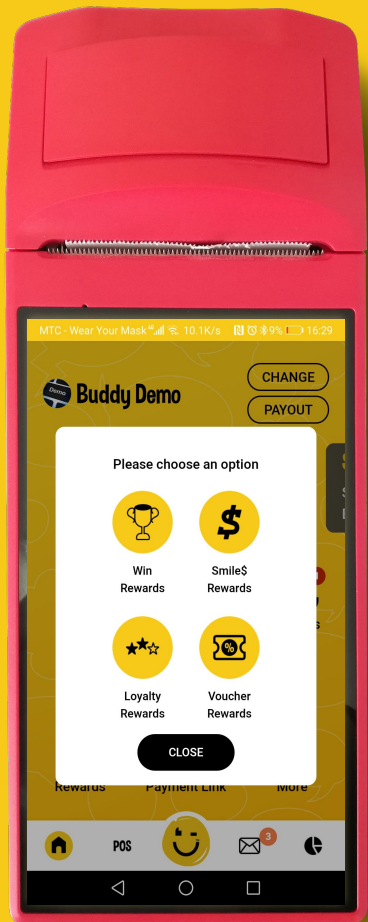 MTC - Wear Your Mask 10.1K/s 9% 16:29
Demo
Buddy Demo
CHANGE
PAYOUT
Please choose an option
Win
Rewards
Smile$
Rewards
Loyalty
Rewards
Voucher
Rewards
CLOSE
Rewards Payment Link More
POS
3